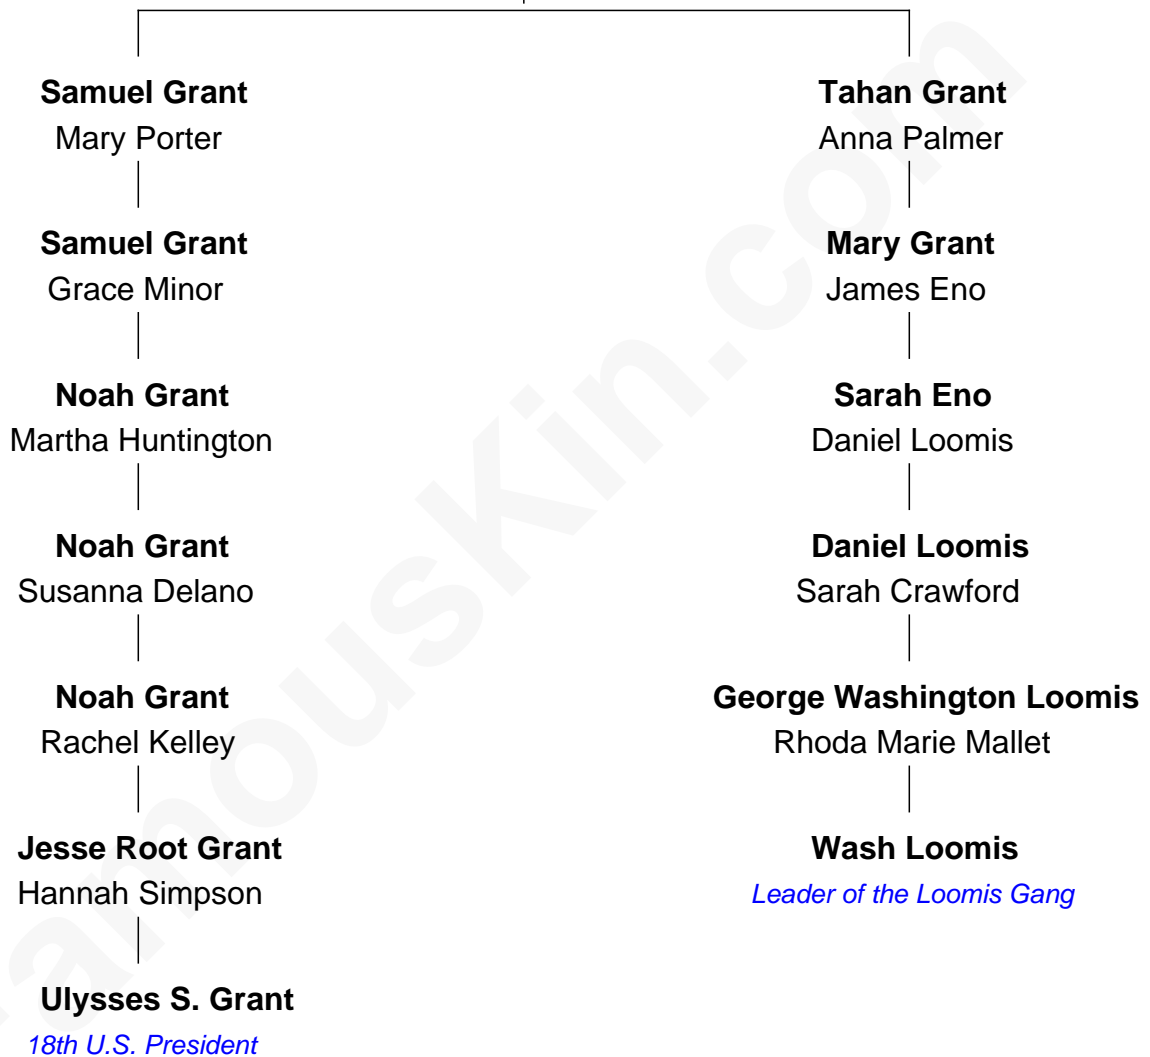 Samuel Grant
Mary Porter
Tahan Grant
Anna Palmer
Samuel Grant
Grace Minor
Mary Grant
James Eno
Noah Grant
Martha Huntington
Sarah Eno
Daniel Loomis
Noah Grant
Susanna Delano
Daniel Loomis
Sarah Crawford
Noah Grant
Rachel Kelley
George Washington Loomis
Rhoda Marie Mallet
Jesse Root Grant
Hannah Simpson
Wash Loomis
Leader of the Loomis Gang
Ulysses S. Grant
18th U.S. President
FamousKin.com